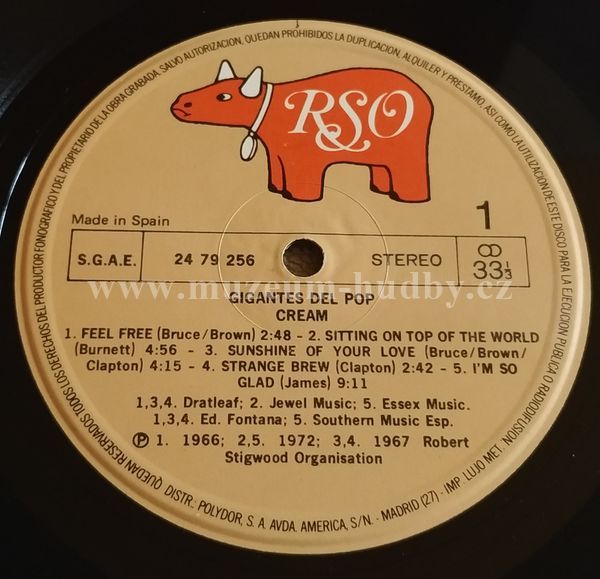 QUEDAN RESERVADOS TODOS LOS DERECHOS DEL PRODUCTOR FONOGRAFICO Y DEL PROPIETARIO DE LA OBRA GRABADA. SALVO AUTORIZACION, QUEDAN PROHIBIDOS LA DUPLICACION, ALQUILER Y PRESTAMO, ASI COMO LA UTILIZACION DE ESTE DISCO PARA LA EJECUCION PUBLICA O RADIODIFUSION.
RSO
Made in Spain
1
S.G.A.E. 24 79 256 STEREO 33⅓
www.muzeum-hudby.cz
GIGANTES DEL POP
CREAM
1. FEEL FREE (Bruce/Brown) 2:48 - 2. SITTING ON TOP OF THE WORLD
(Burnett) 4:56 - 3. SUNSHINE OF YOUR LOVE (Bruce/Brown/
Clapton) 4:15 - 4. STRANGE BREW (Clapton) 2:42 - 5. I'M SO
GLAD (James) 9:11
1,3,4. Dratleaf; 2. Jewel Music; 5. Essex Music.
1,3,4. Ed. Fontana; 5. Southern Music Esp.
Ⓟ 1. 1966; 2,5. 1972; 3,4. 1967 Robert
Stigwood Organisation
DISTR.: POLYDOR, S. A. AVDA. AMERICA, S/N. - MADRID (27) - IMP. LUJO MET.